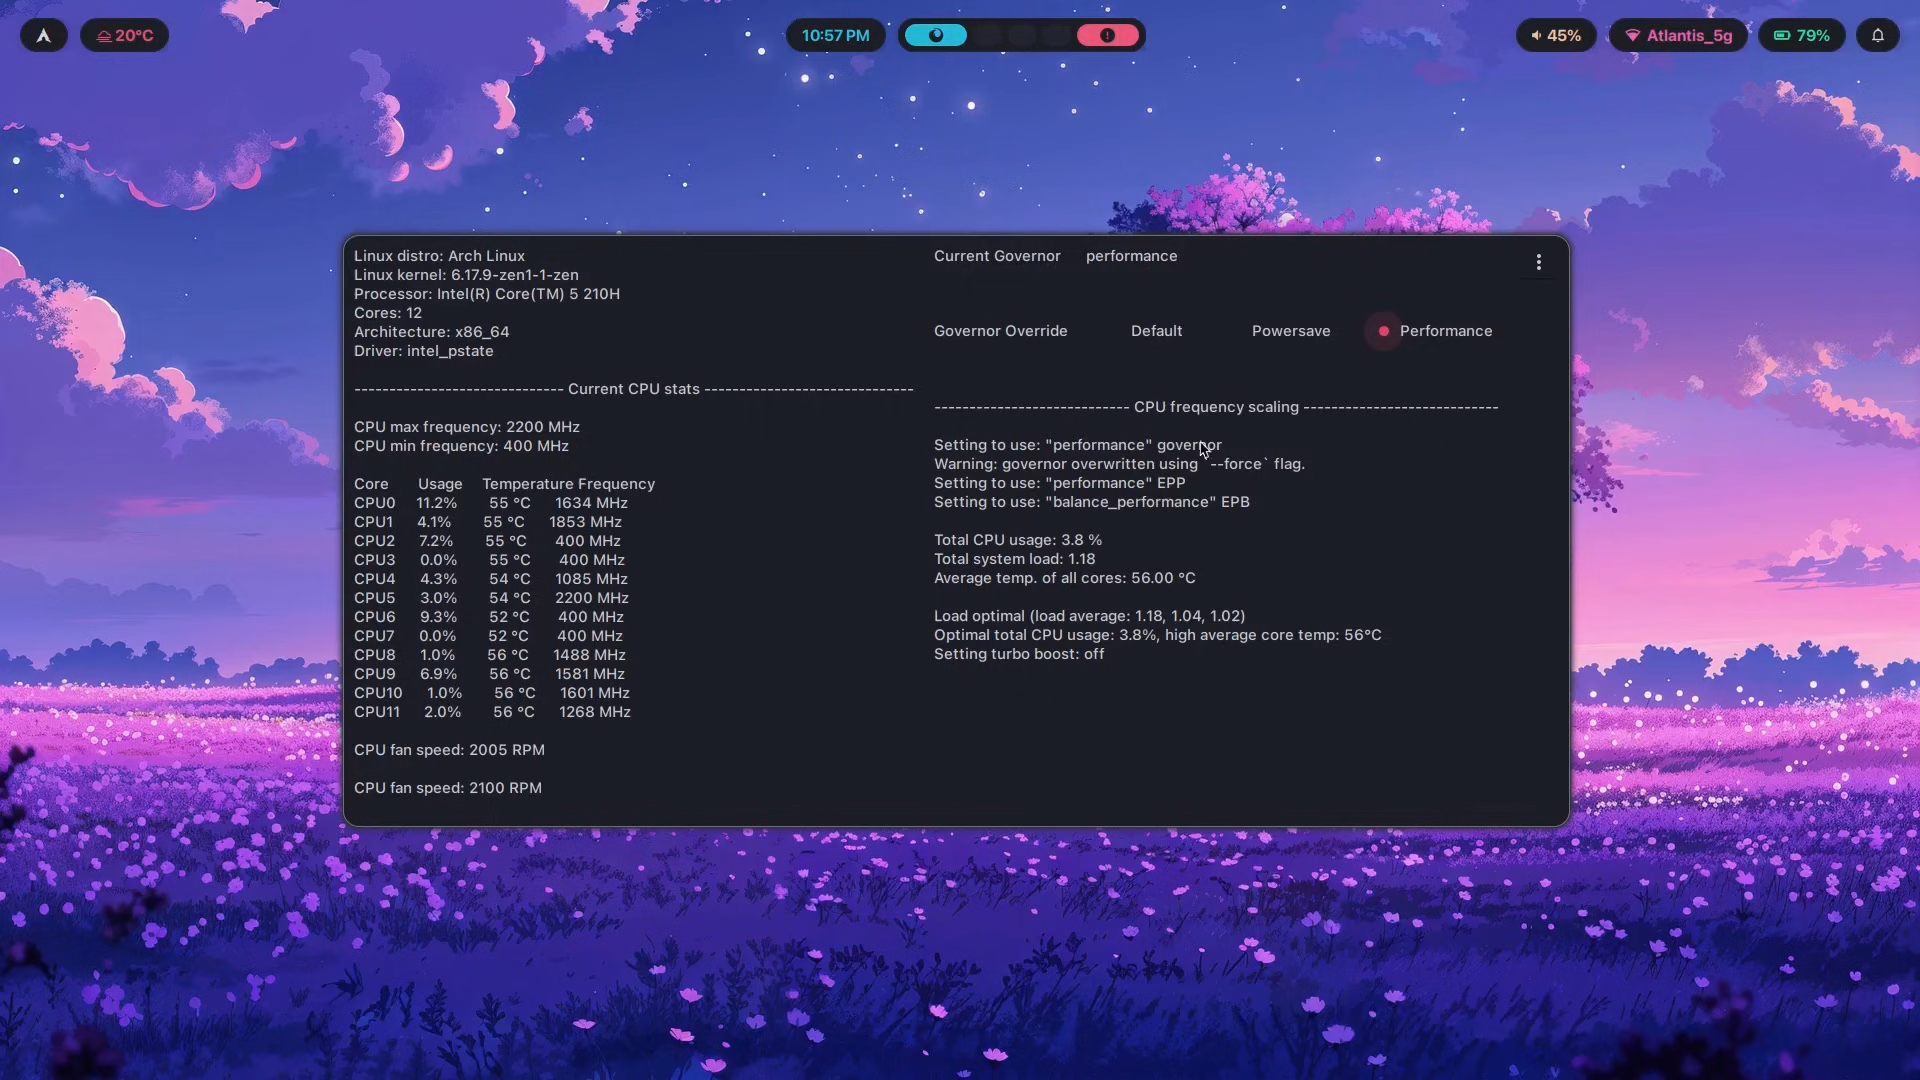 20°C
10:57 PM
45%
Atlantis_5g
79%
Linux distro: Arch Linux
Linux kernel: 6.17.9-zen1-1-zen
Processor: Intel(R) Core(TM) 5 210H
Cores: 12
Architecture: x86_64
Driver: intel_pstate
------------------------------ Current CPU stats ------------------------------
CPU max frequency: 2200 MHz
CPU min frequency: 400 MHz
Core Usage Temperature Frequency
CPU0 11.2% 55 °C 1634 MHz
CPU1 4.1% 55 °C 1853 MHz
CPU2 7.2% 55 °C 400 MHz
CPU3 0.0% 55 °C 400 MHz
CPU4 4.3% 54 °C 1085 MHz
CPU5 3.0% 54 °C 2200 MHz
CPU6 9.3% 52 °C 400 MHz
CPU7 0.0% 52 °C 400 MHz
CPU8 1.0% 56 °C 1488 MHz
CPU9 6.9% 56 °C 1581 MHz
CPU10 1.0% 56 °C 1601 MHz
CPU11 2.0% 56 °C 1268 MHz
CPU fan speed: 2005 RPM
CPU fan speed: 2100 RPM
Current Governor performance
Governor Override Default Powersave Performance
---------------------------- CPU frequency scaling ----------------------------
Setting to use: "performance" governor
Warning: governor overwritten using `--force` flag.
Setting to use: "performance" EPP
Setting to use: "balance_performance" EPB
Total CPU usage: 3.8 %
Total system load: 1.18
Average temp. of all cores: 56.00 °C
Load optimal (load average: 1.18, 1.04, 1.02)
Optimal total CPU usage: 3.8%, high average core temp: 56°C
Setting turbo boost: off